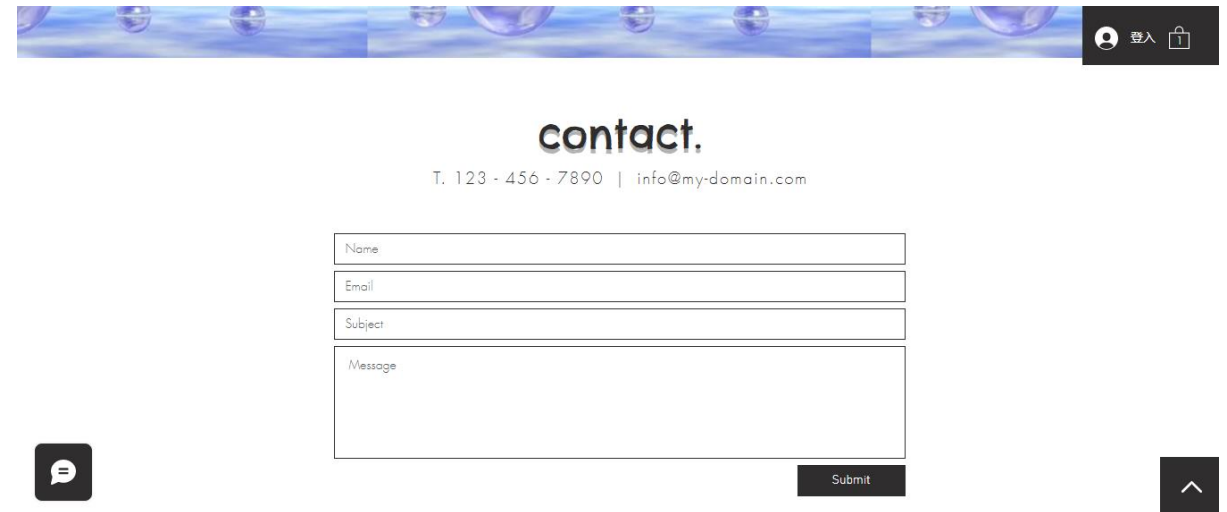 登入 1
contact.
T. 123 - 456 - 7890 | info@my-domain.com
Name
Email
Subject
Message
Submit